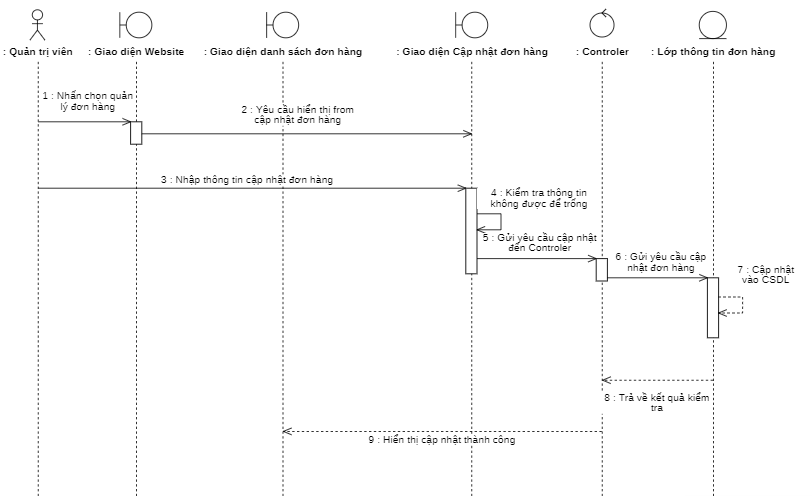 : Quản trị viên
: Giao diện Website
: Giao diện danh sách đơn hàng
: Giao diện Cập nhật đơn hàng
: Controler
: Lớp thông tin đơn hàng
1 : Nhấn chọn quản
lý đơn hàng
2 : Yêu cầu hiển thị from
cập nhật đơn hàng
3 : Nhập thông tin cập nhật đơn hàng
4 : Kiểm tra thông tin
không được để trống
5 : Gửi yêu cầu cập nhật
đến Controler
6 : Gửi yêu cầu cập
nhật đơn hàng
7 : Cập nhật
vào CSDL
8 : Trả về kết quả kiểm
tra
9 : Hiển thị cập nhật thành công